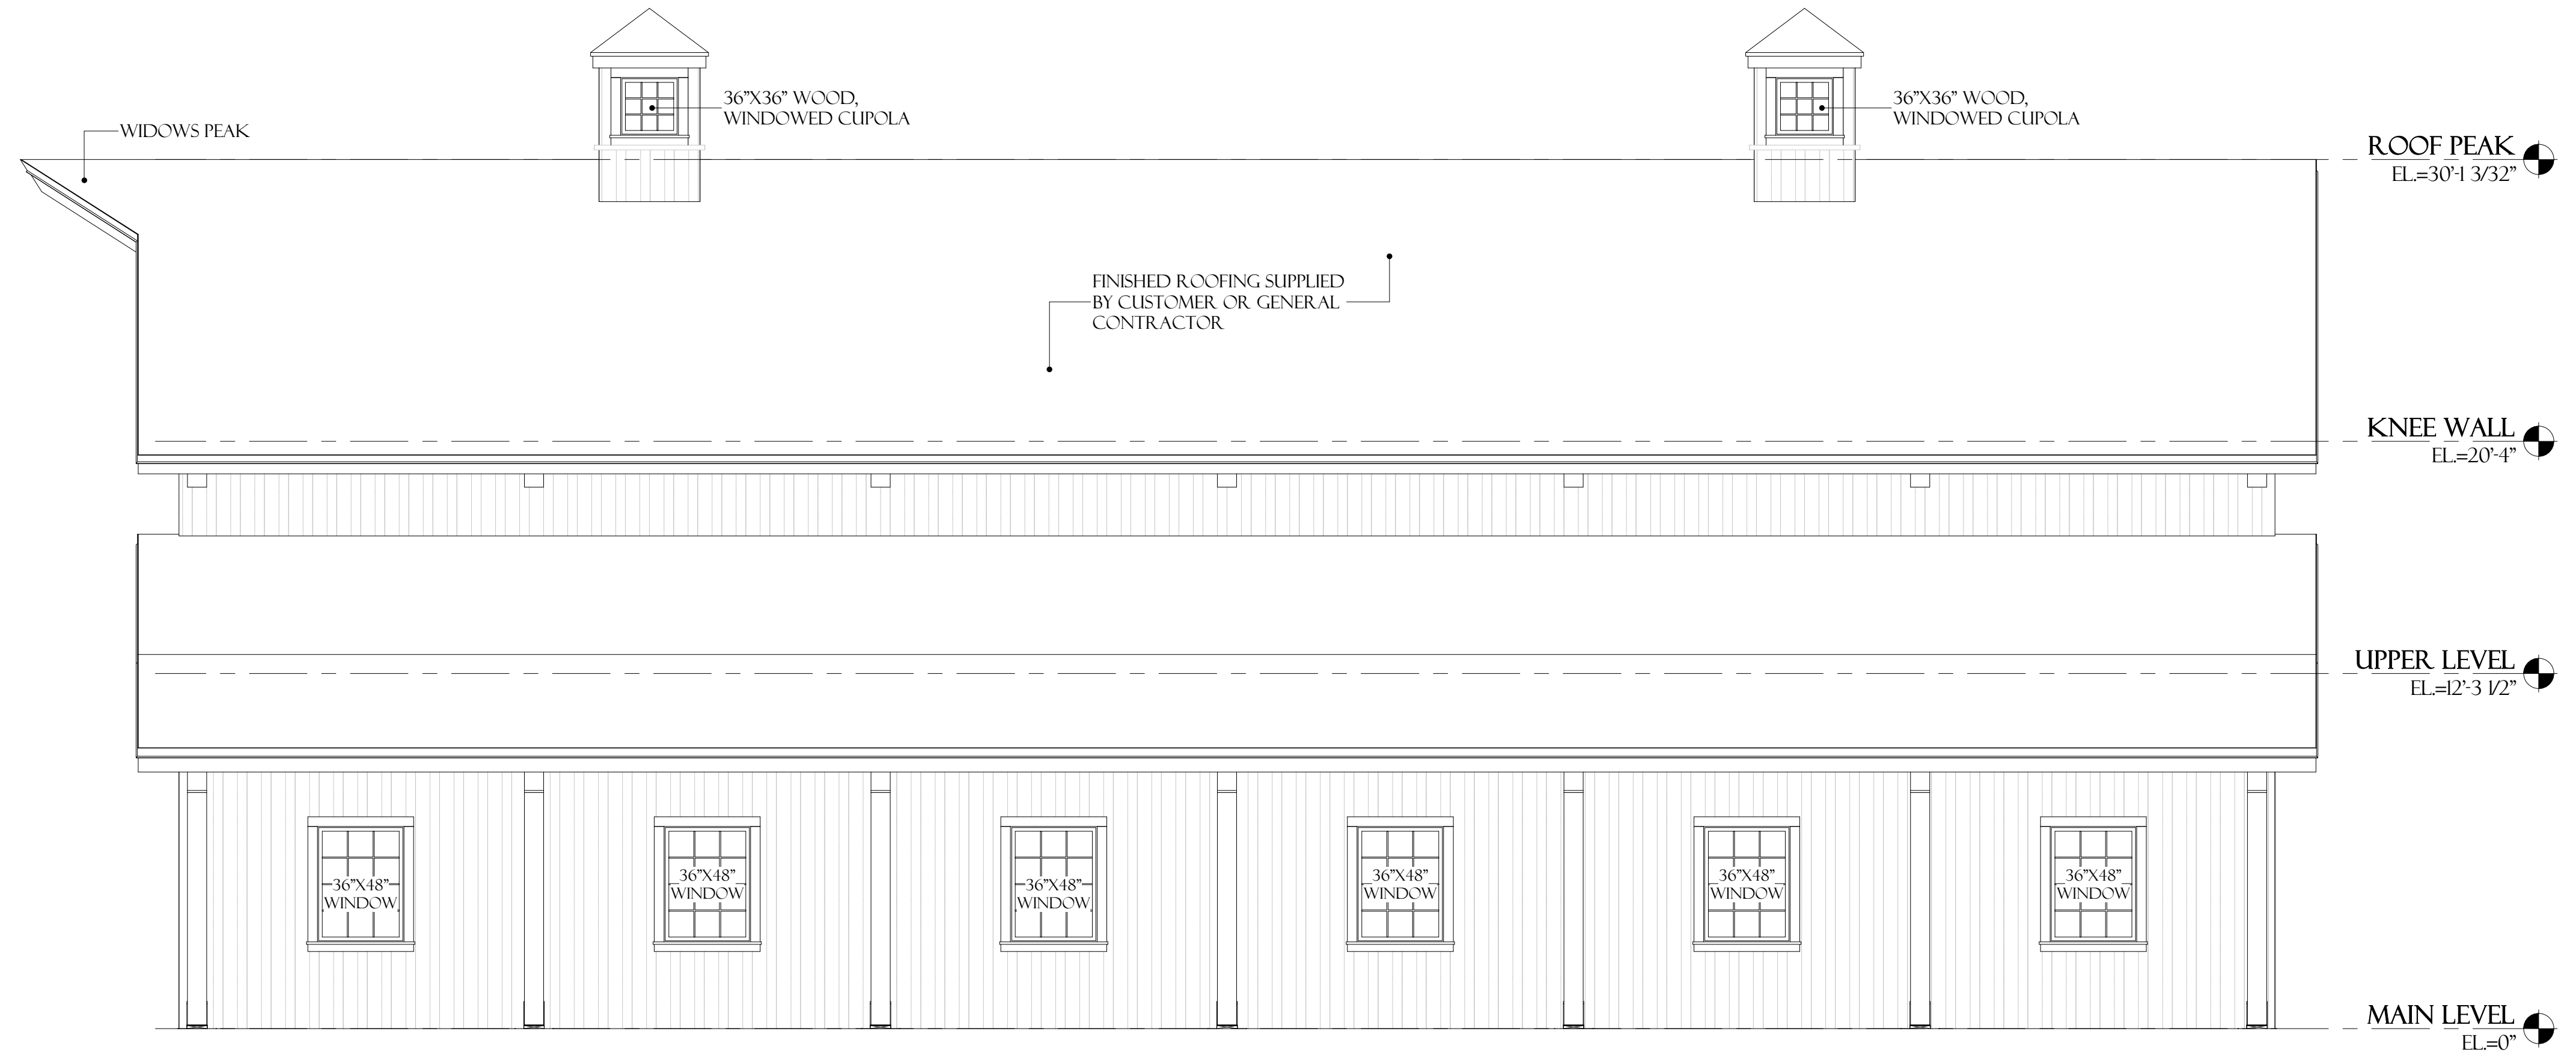 36"X36" WOOD,
WINDOWED CUPOLA
36"X36" WOOD,
WINDOWED CUPOLA
WIDOWS PEAK
ROOF PEAK
EL.=30'-1 3/32"
FINISHED ROOFING SUPPLIED
BY CUSTOMER OR GENERAL
CONTRACTOR
KNEE WALL
EL.=20'-4"
UPPER LEVEL
EL.=12'-3 1/2"
36"X48"
WINDOW
36"X48"
WINDOW
36"X48"
WINDOW
36"X48"
WINDOW
36"X48"
WINDOW
36"X48"
WINDOW
MAIN LEVEL
EL.=0"